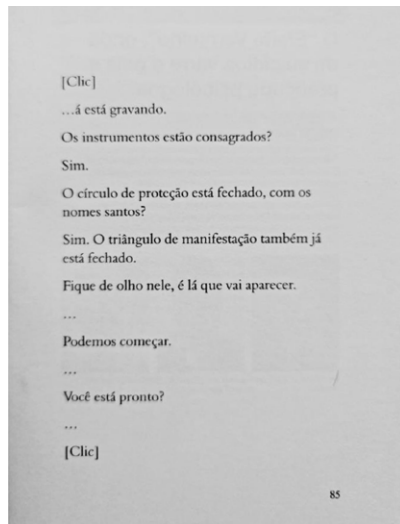 [Clic]
…á está gravando.
Os instrumentos estão consagrados?
Sim.
O círculo de proteção está fechado, com os
nomes santos?
Sim. O triângulo de manifestação também já
está fechado.
Fique de olho nele, é lá que vai aparecer.
…
Podemos começar.
…
Você está pronto?
…
[Clic]
85